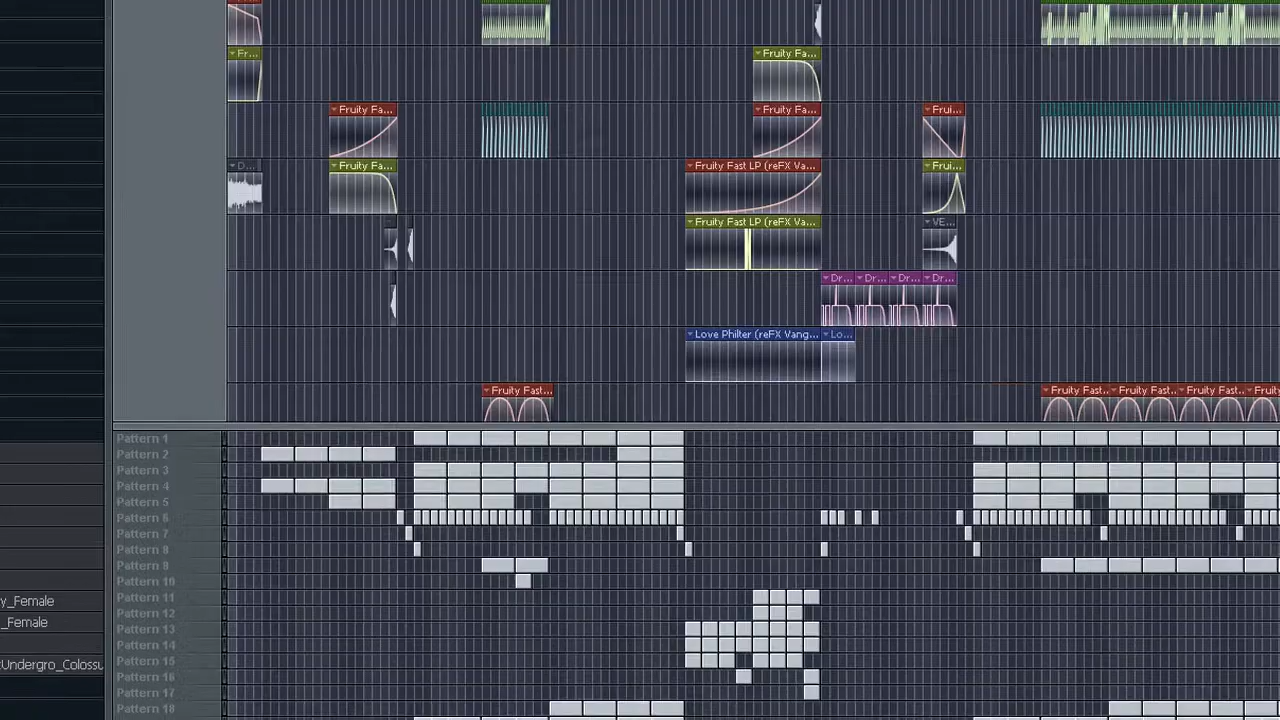 Fr...
Fruity Fa...
Fruity Fa...
Fruity Fa...
Frui...
D...
Fruity Fa...
Fruity Fast LP (reFX Van...
Frui...
Fruity Fast LP (reFX Va...
VE...
Dr...
Dr...
Dr...
Dr...
Love Philter (reFX Vang...
Lo...
Fruity Fast...
Fruity Fast..
Fruity Fast..
Fruity Fast..
Fruity
Pattern 1
Pattern 2
Pattern 3
Pattern 4
Pattern 5
Pattern 6
Pattern 7
Pattern 8
Pattern 9
Pattern 10
Pattern 11
y_Female
Pattern 12
_Female
Pattern 13
Pattern 14
Pattern 15
tUndergro_Colossu
Pattern 16
Pattern 17
Pattern 18